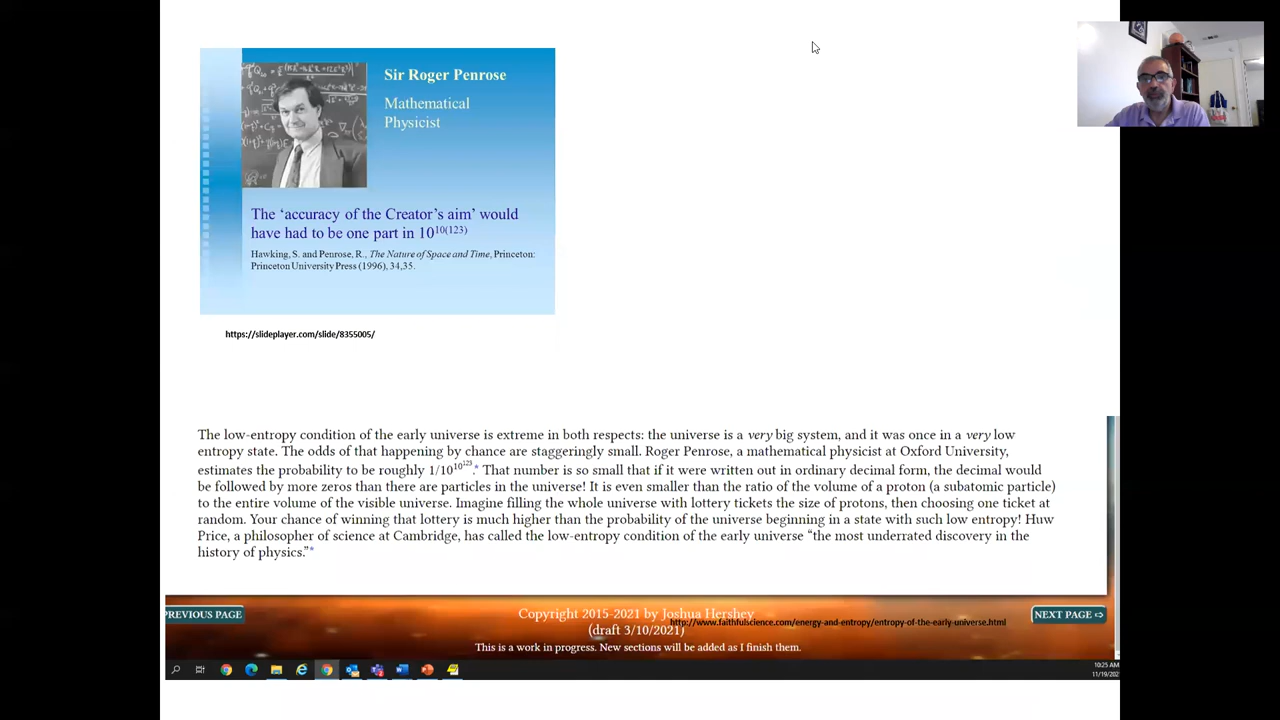 Sir Roger Penrose
Mathematical
Physicist
The ‘accuracy of the Creator’s aim’ would
have had to be one part in 10^10(123)
Hawking, S. and Penrose, R., The Nature of Space and Time, Princeton:
Princeton University Press (1996), 34,35.
https://slideplayer.com/slide/8355005/
The low-entropy condition of the early universe is extreme in both respects: the universe is a very big system, and it was once in a very low
entropy state. The odds of that happening by chance are staggeringly small. Roger Penrose, a mathematical physicist at Oxford University,
estimates the probability to be roughly 1/10^10^123.* That number is so small that if it were written out in ordinary decimal form, the decimal would
be followed by more zeros than there are particles in the universe! It is even smaller than the ratio of the volume of a proton (a subatomic particle)
to the entire volume of the visible universe. Imagine filling the whole universe with lottery tickets the size of protons, then choosing one ticket at
random. Your chance of winning that lottery is much higher than the probability of the universe beginning in a state with such low entropy! Huw
Price, a philosopher of science at Cambridge, has called the low-entropy condition of the early universe “the most underrated discovery in the
history of physics.”*
PREVIOUS PAGE
Copyright 2015-2021 by Joshua Hershey
NEXT PAGE ⇨
http://www.faithfulscience.com/energy-and-entropy/entropy-of-the-early-universe.html
(draft 3/10/2021)
This is a work in progress. New sections will be added as I finish them.
10:25 AM
11/19/202